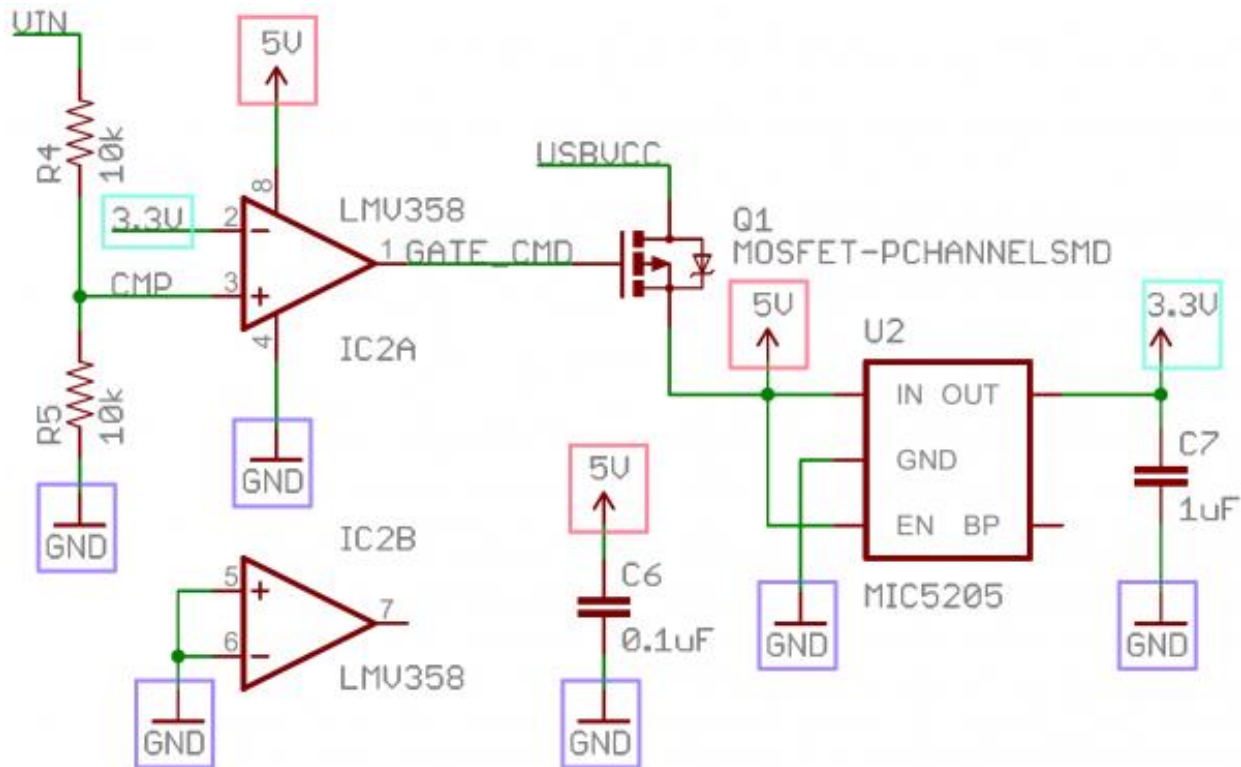 VIN
R4
10k
5V
8
3.3V
2
LMV358
1
GATE_CMD
CMP
3
4
IC2A
R5
10k
GND
GND
USBVCC
Q1
MOSFET-PCHANNELSMD
5V
U2
3.3V
IN OUT
GND
EN BP
MIC5205
C7
1uF
GND
GND
5V
C6
0.1uF
GND
IC2B
5
6
7
LMV358
GND